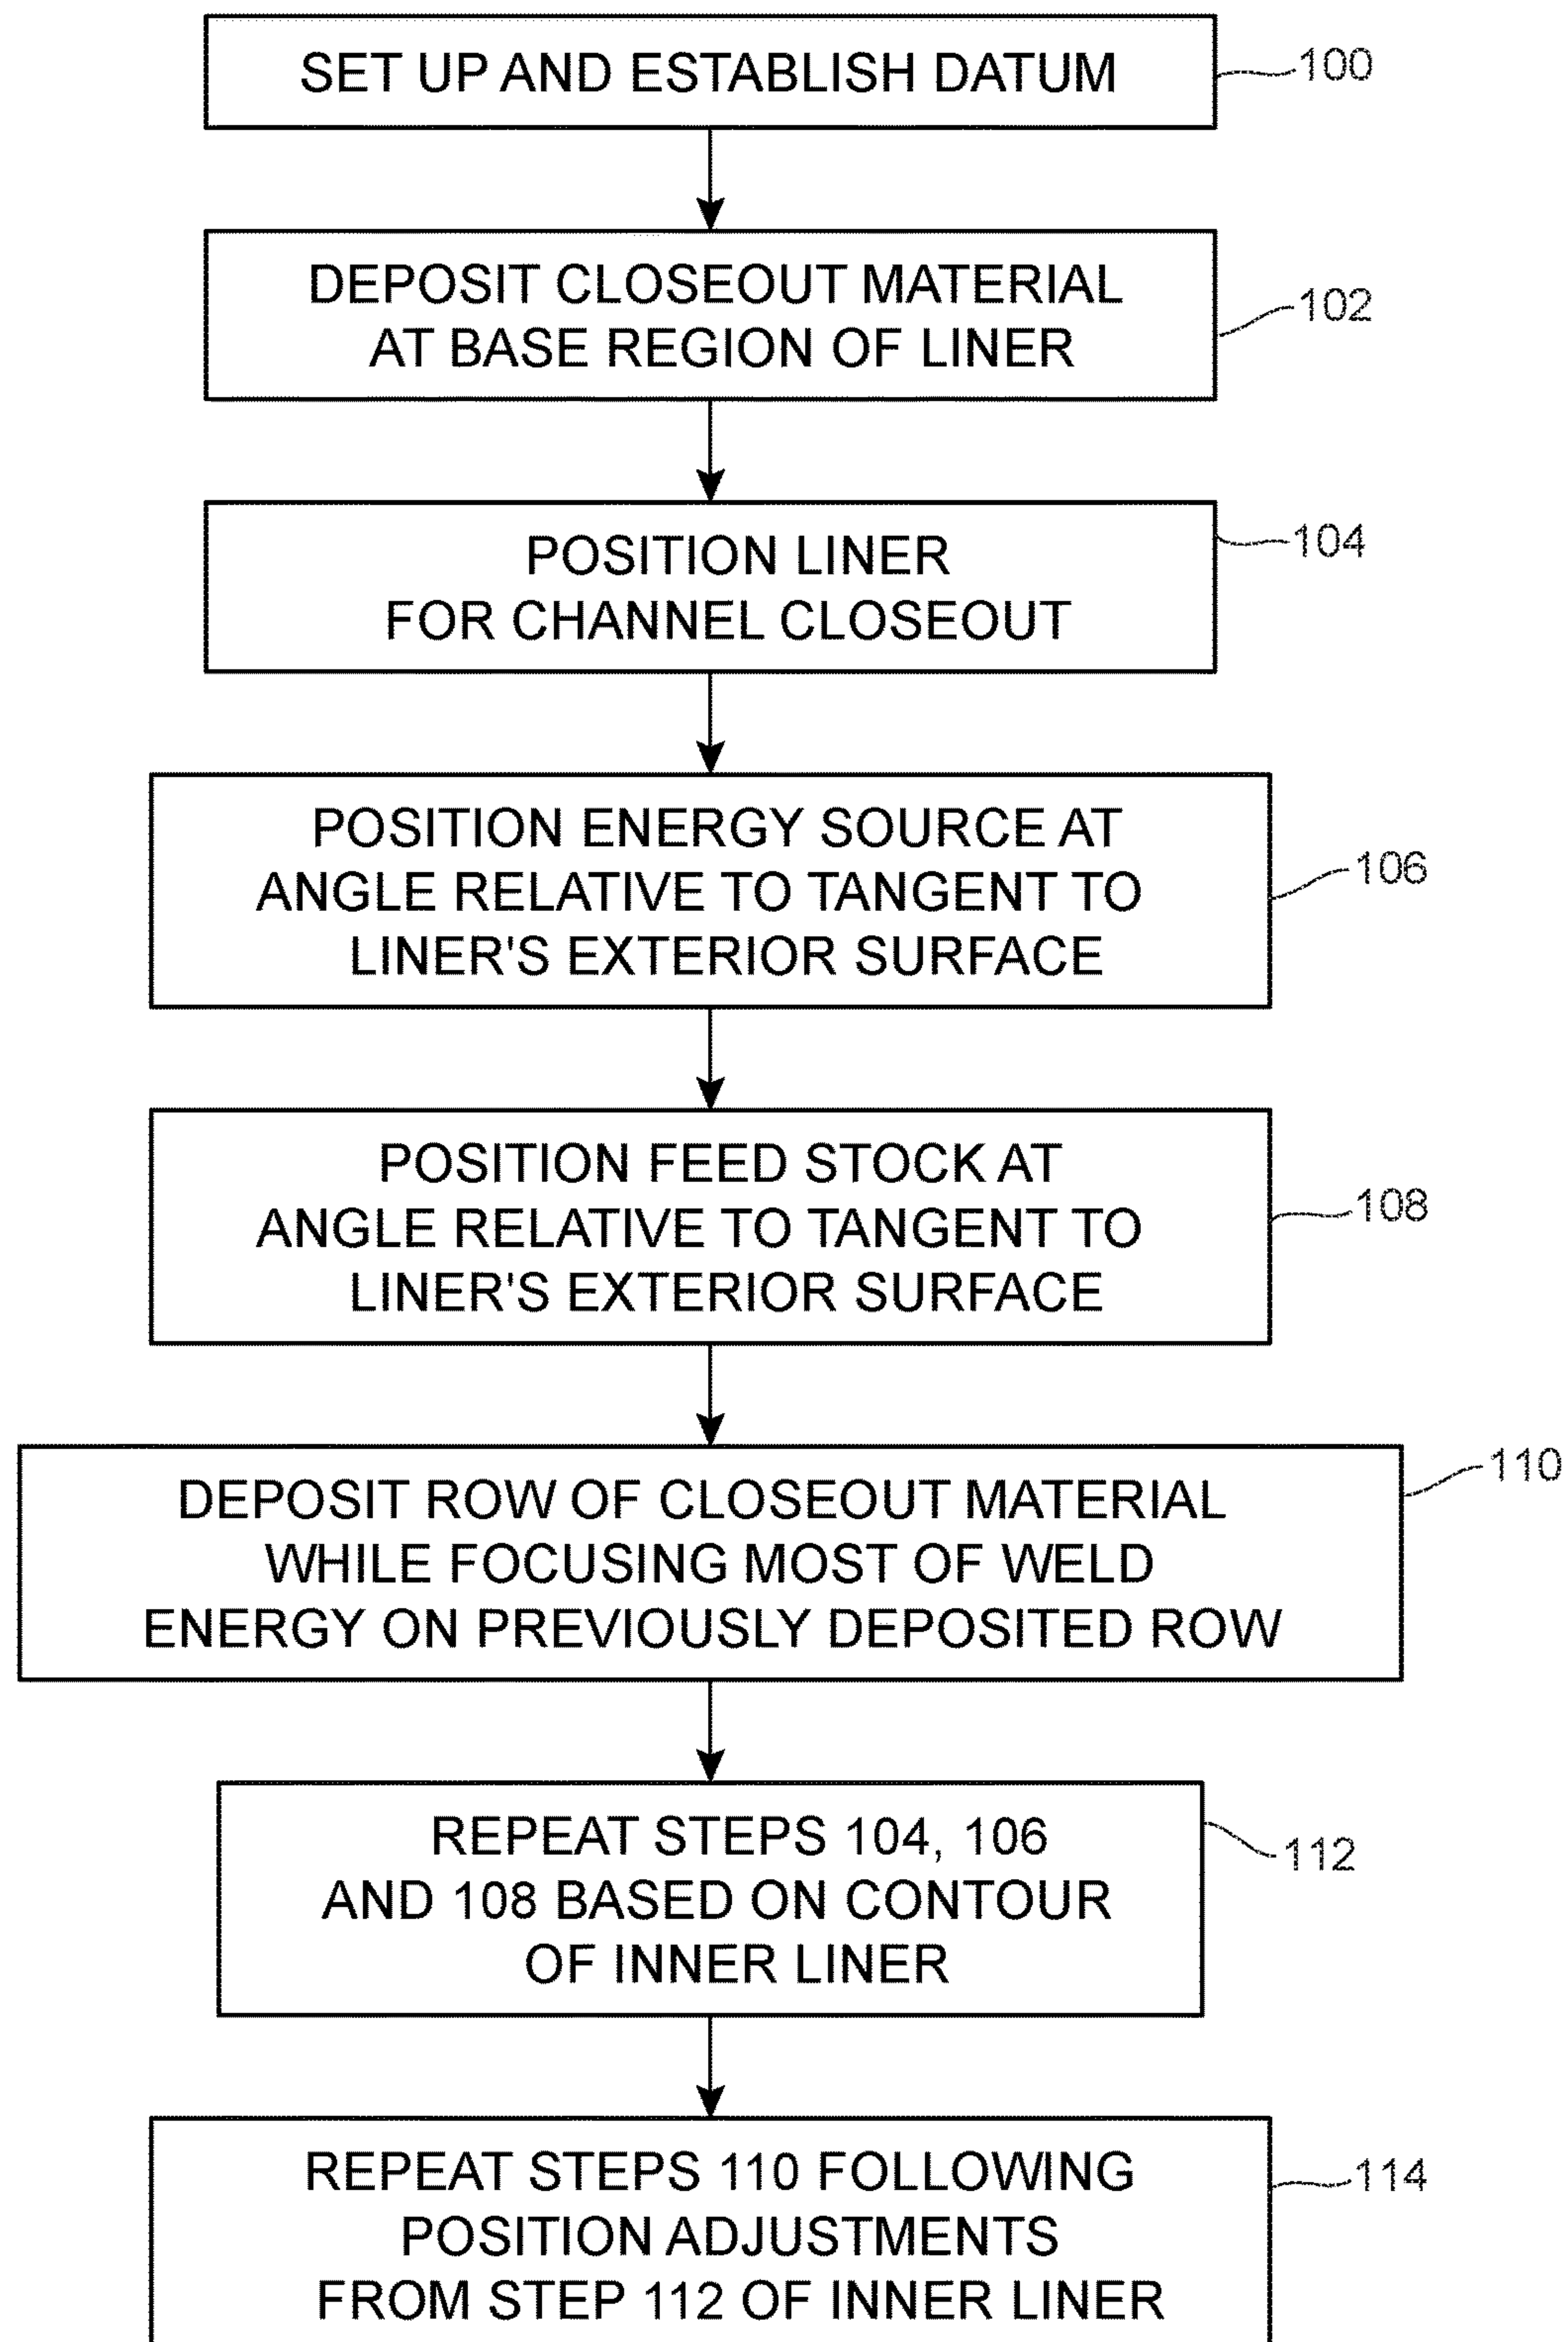 SET UP AND ESTABLISH DATUM
100
DEPOSIT CLOSEOUT MATERIAL
AT BASE REGION OF LINER
102
POSITION LINER
FOR CHANNEL CLOSEOUT
104
POSITION ENERGY SOURCE AT
ANGLE RELATIVE TO TANGENT TO
LINER'S EXTERIOR SURFACE
106
POSITION FEED STOCK AT
ANGLE RELATIVE TO TANGENT TO
LINER'S EXTERIOR SURFACE
108
DEPOSIT ROW OF CLOSEOUT MATERIAL
WHILE FOCUSING MOST OF WELD
ENERGY ON PREVIOUSLY DEPOSITED ROW
110
REPEAT STEPS 104, 106
AND 108 BASED ON CONTOUR
OF INNER LINER
112
REPEAT STEPS 110 FOLLOWING
POSITION ADJUSTMENTS
FROM STEP 112 OF INNER LINER
114